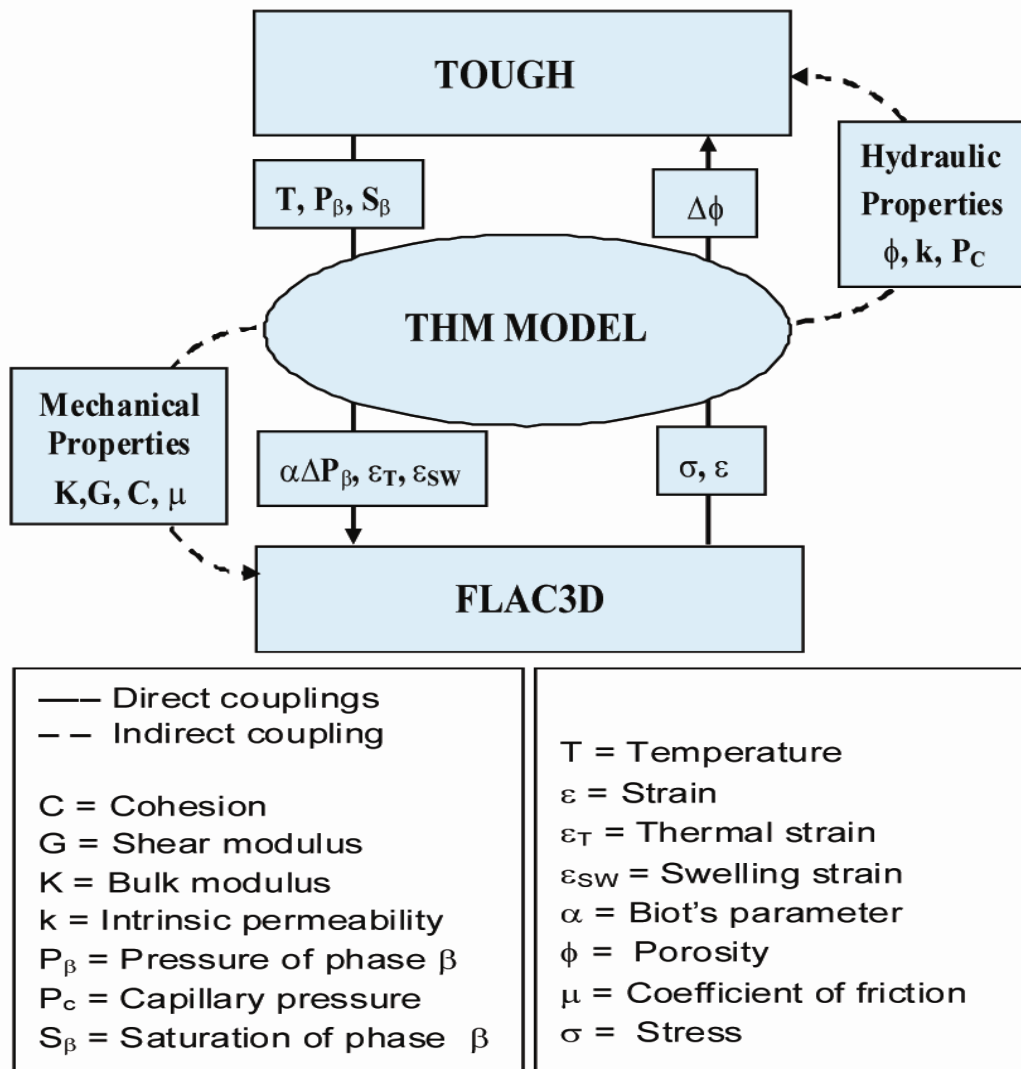 TOUGH
T, Pβ, Sβ
Δϕ
Hydraulic
Properties
ϕ, k, PC
THM MODEL
Mechanical
Properties
K,G, C, μ
αΔPβ, εT, εSW
σ, ε
FLAC3D
Direct couplings
Indirect coupling
C = Cohesion
G = Shear modulus
K = Bulk modulus
k = Intrinsic permeability
Pβ = Pressure of phase β
Pc = Capillary pressure
Sβ = Saturation of phase β
T = Temperature
ε = Strain
εT = Thermal strain
εSW = Swelling strain
α = Biot's parameter
ϕ = Porosity
μ = Coefficient of friction
σ = Stress